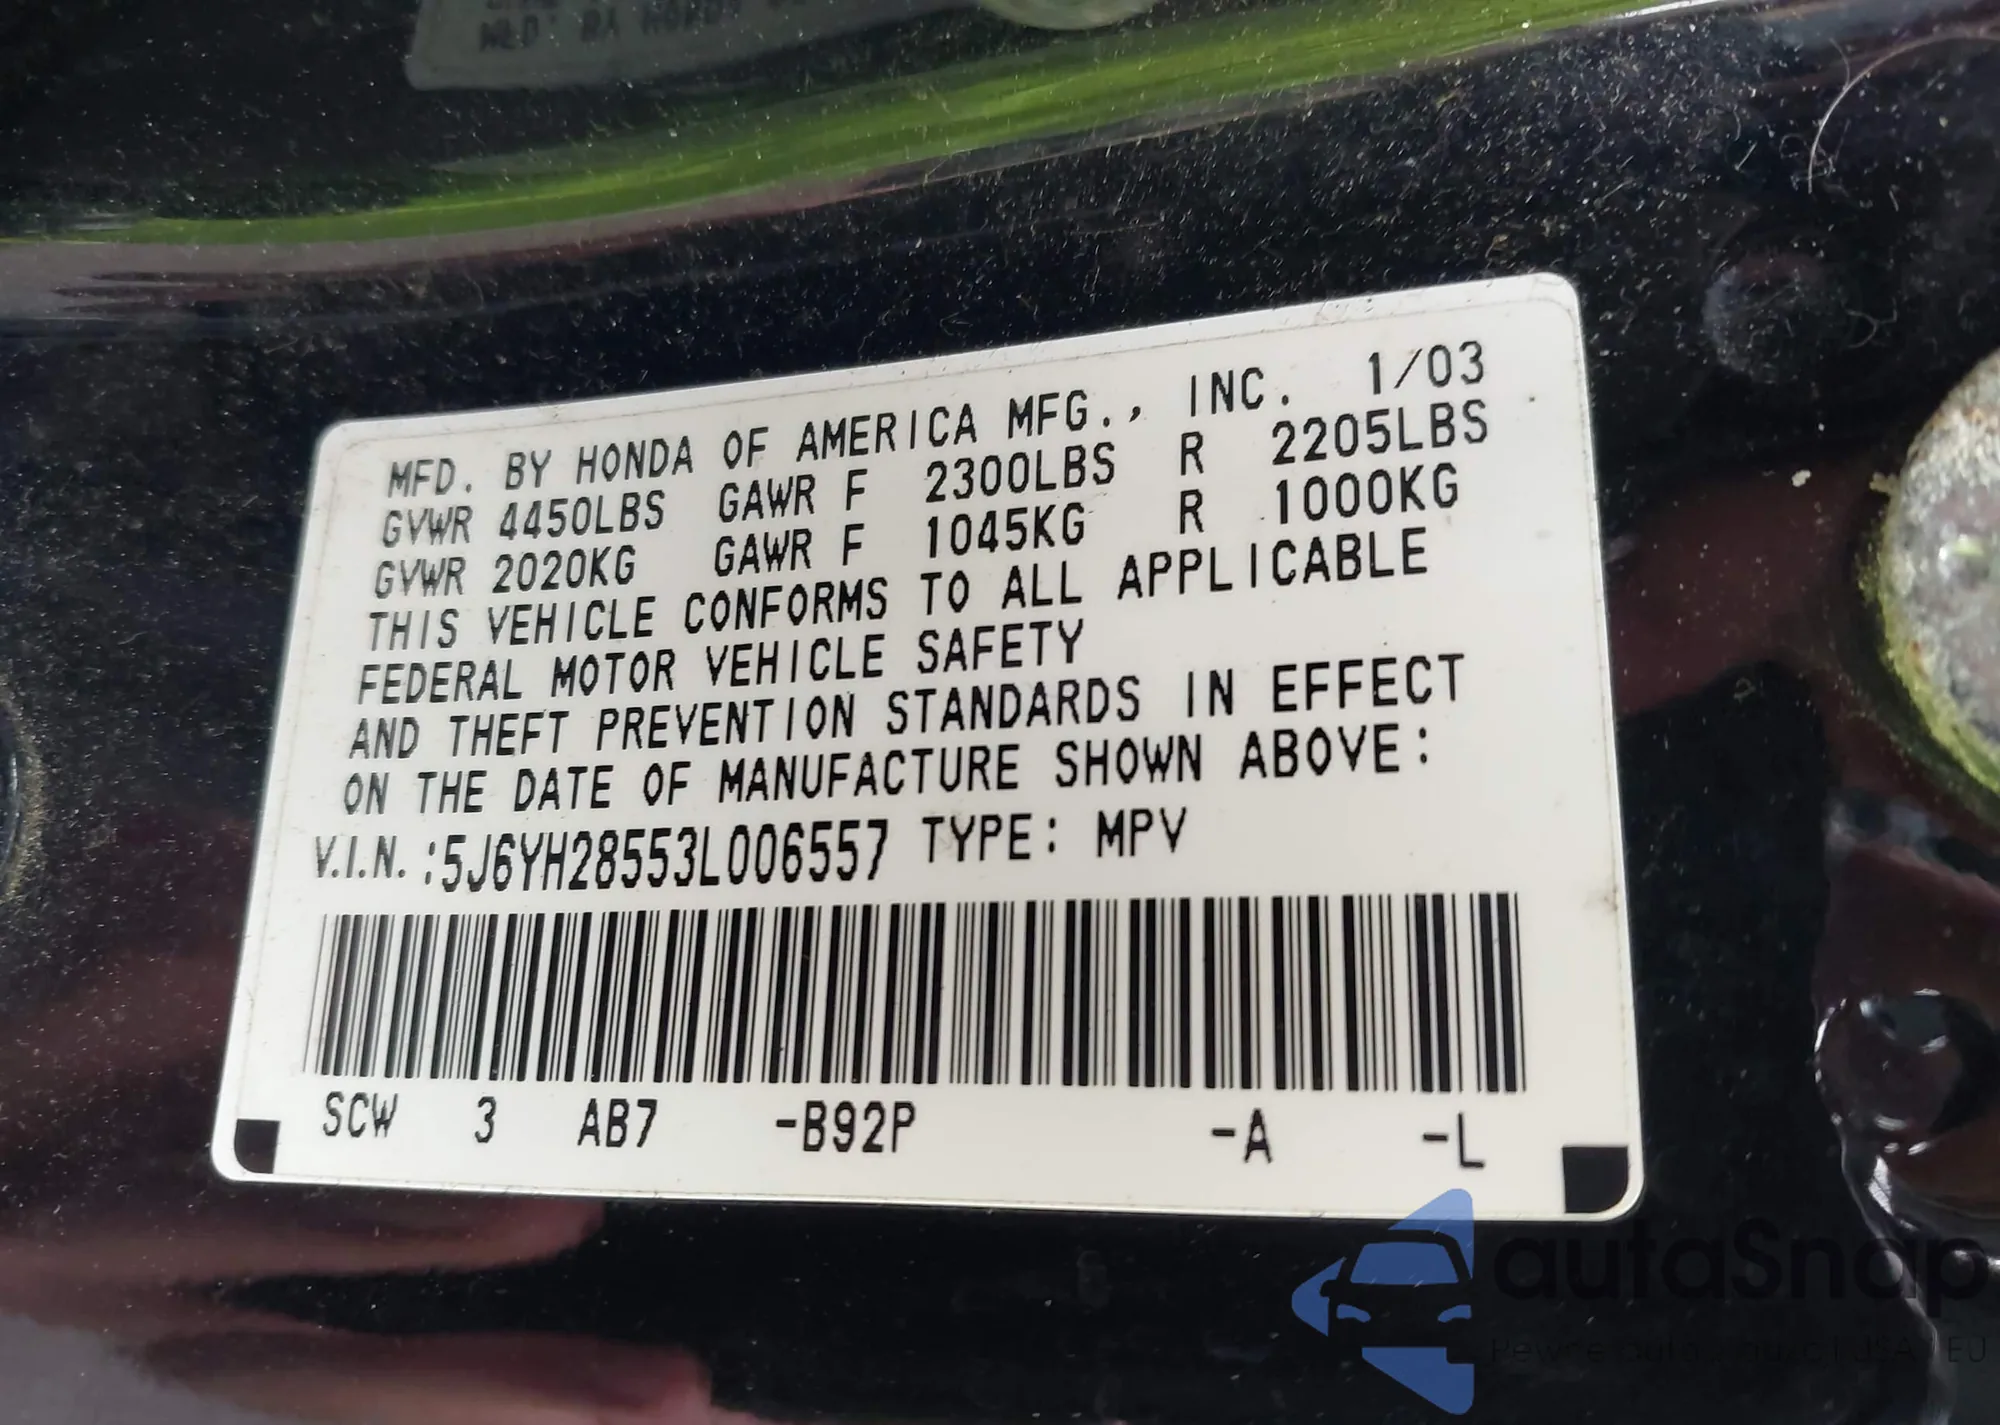 MFD. BY HONDA OF AMERICA MFG., INC. 1/03
GVWR 4450LBS GAWR F 2300LBS R 2205LBS
GVWR 2020KG GAWR F 1045KG R 1000KG
THIS VEHICLE CONFORMS TO ALL APPLICABLE
FEDERAL MOTOR VEHICLE SAFETY
AND THEFT PREVENTION STANDARDS IN EFFECT
ON THE DATE OF MANUFACTURE SHOWN ABOVE:
V.I.N.:5J6YH28553L006557 TYPE: MPV
SCW 3 AB7 -B92P -A -L
autaSnap
EU